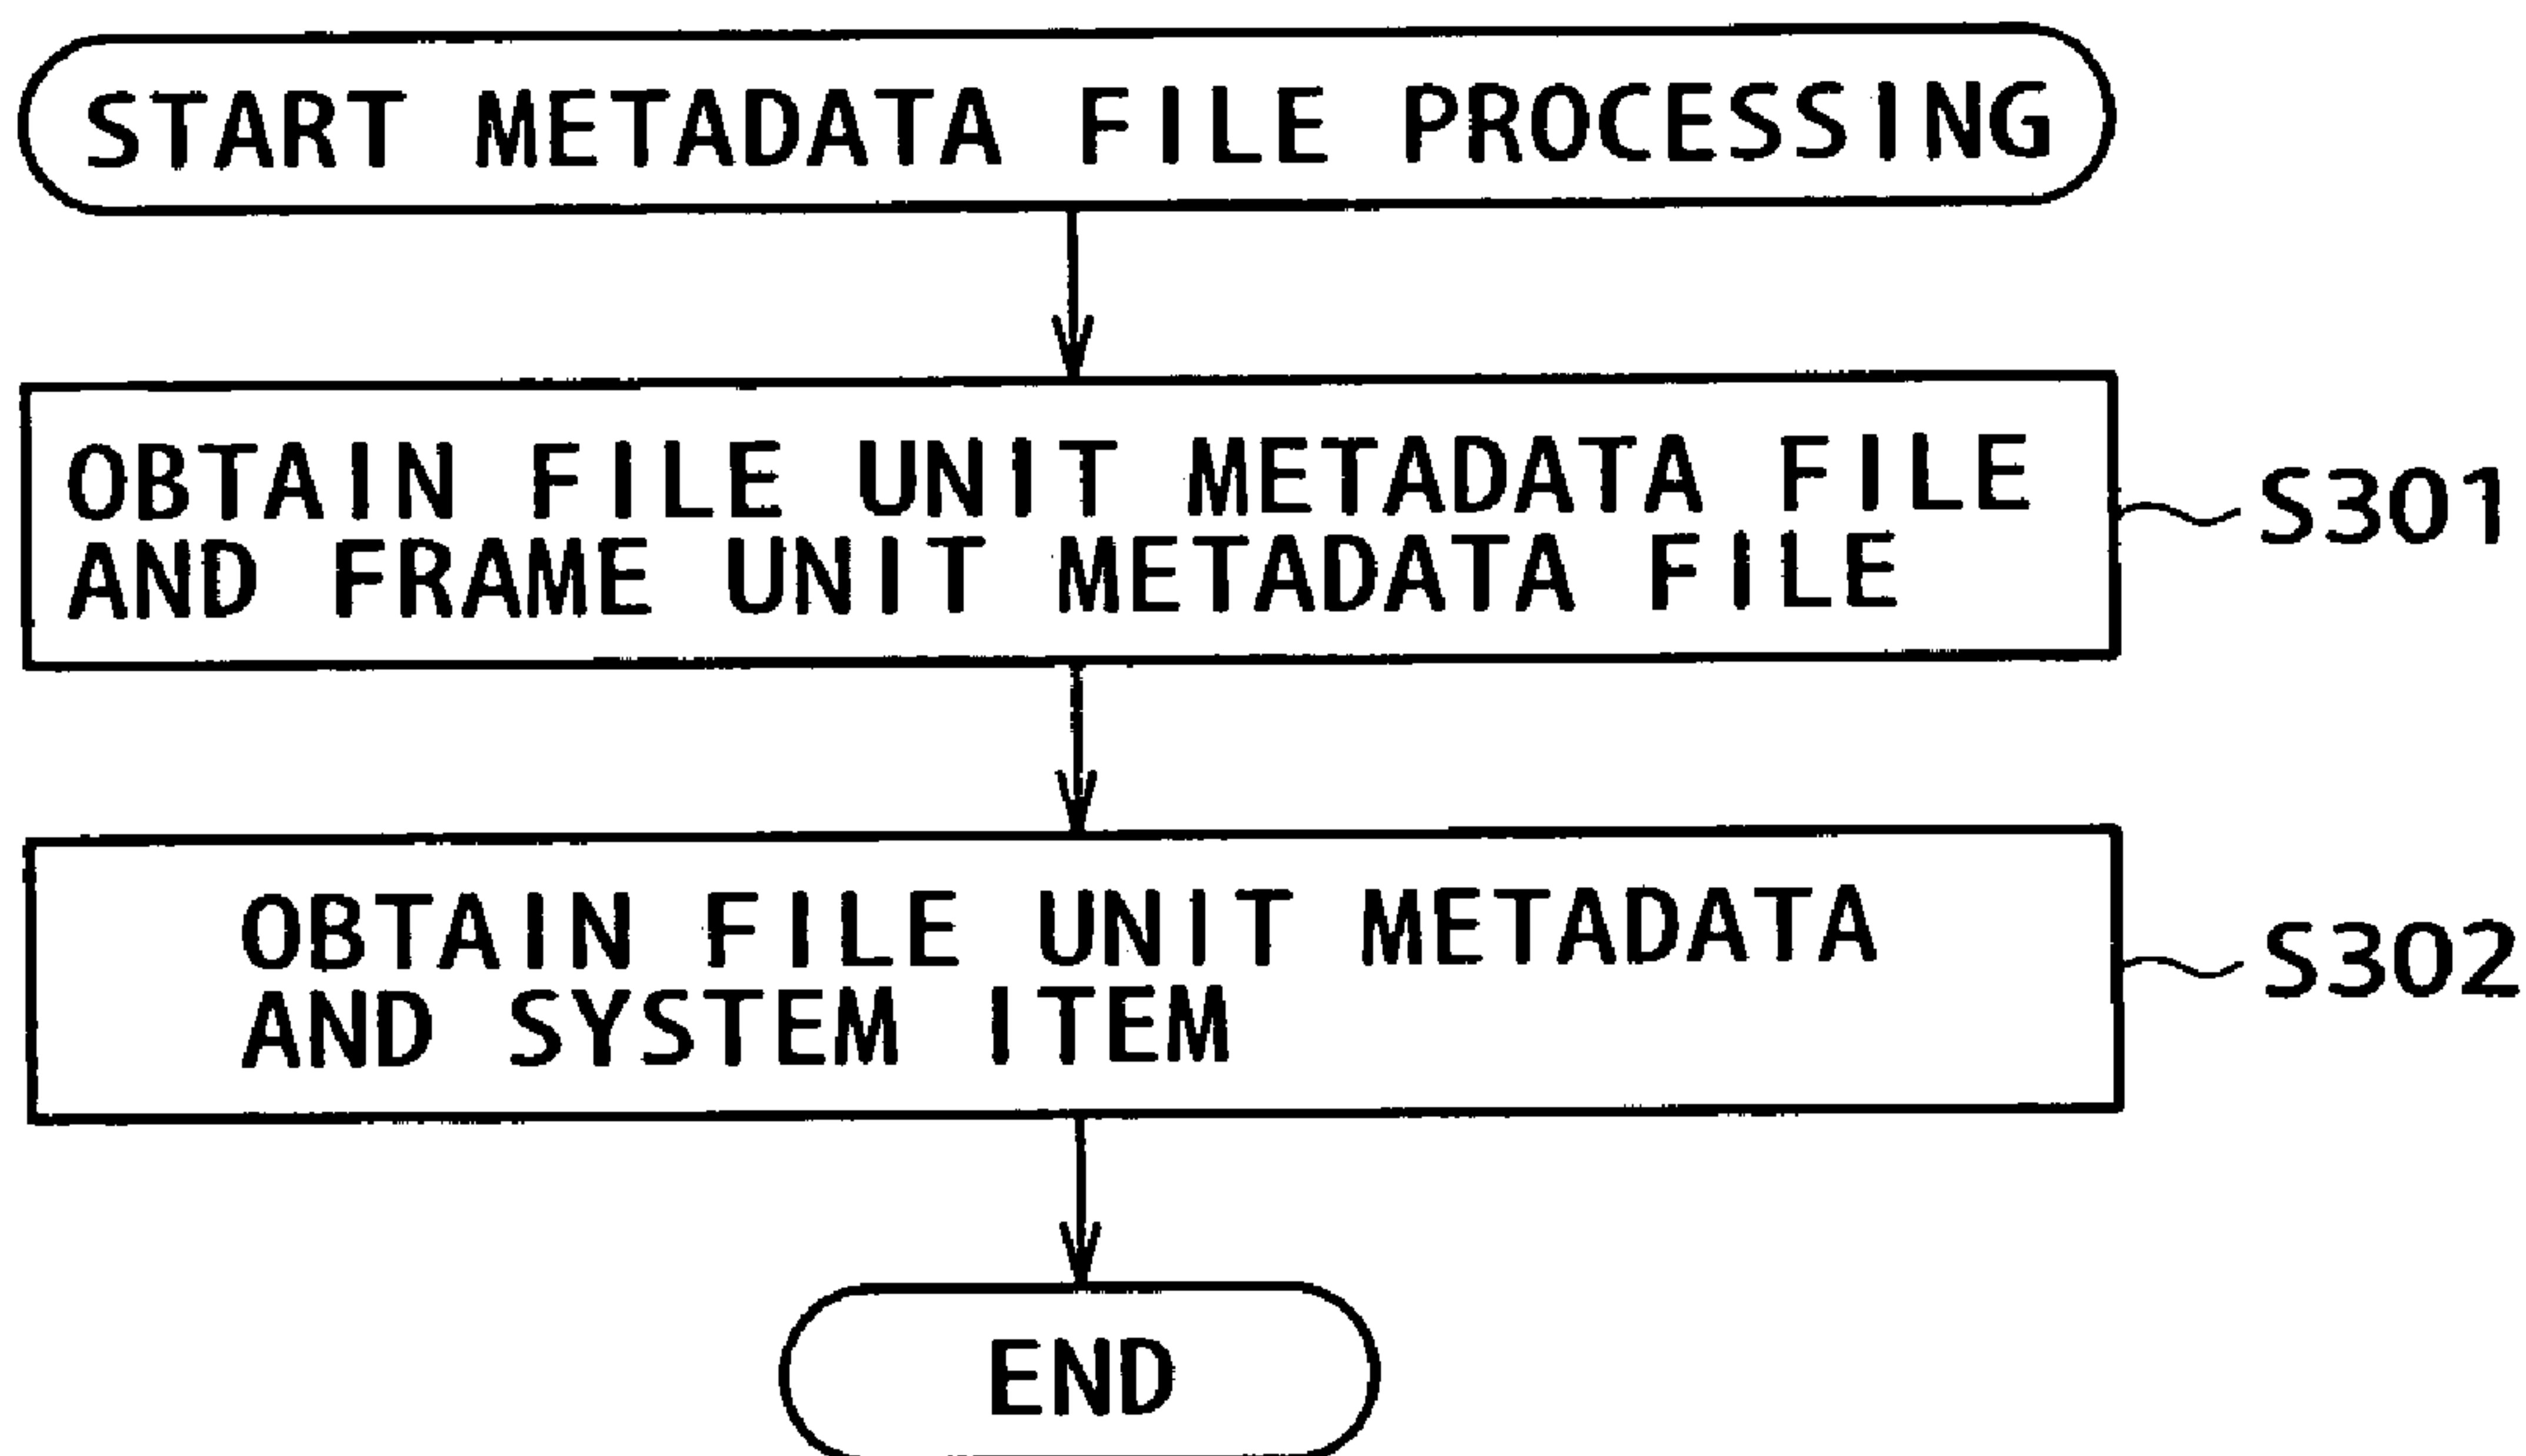 START METADATA FILE PROCESSING
OBTAIN FILE UNIT METADATA FILE
AND FRAME UNIT METADATA FILE
S301
OBTAIN FILE UNIT METADATA
AND SYSTEM ITEM
S302
END